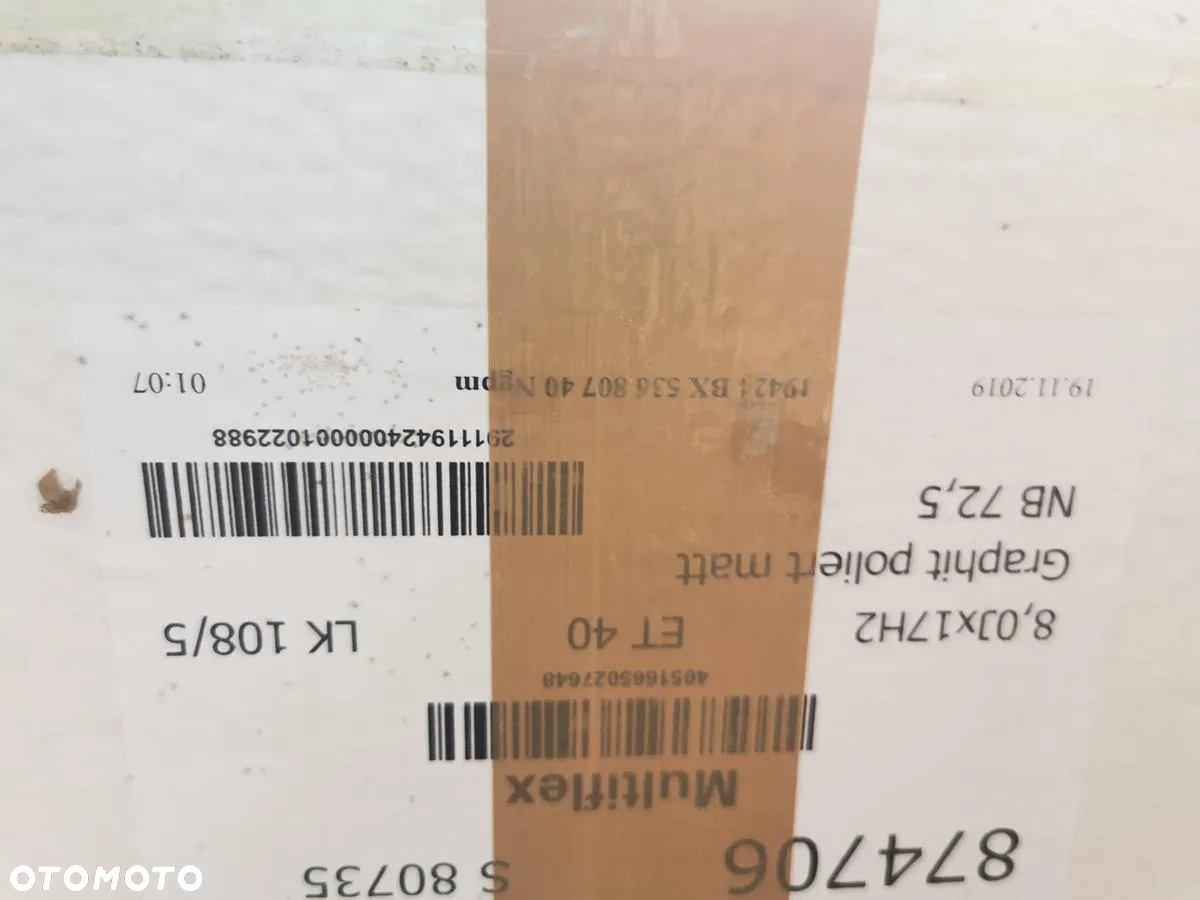 874706 S 80735
Multiflex
4051665027648
8,0Jx17H2 ET 40 LK 108/5
Graphit poliert matt
NB 72,5
2911194240000001022988
19.11.2019 19424 BX 536 807 40 Ngpm 01:07
OTOMOTO